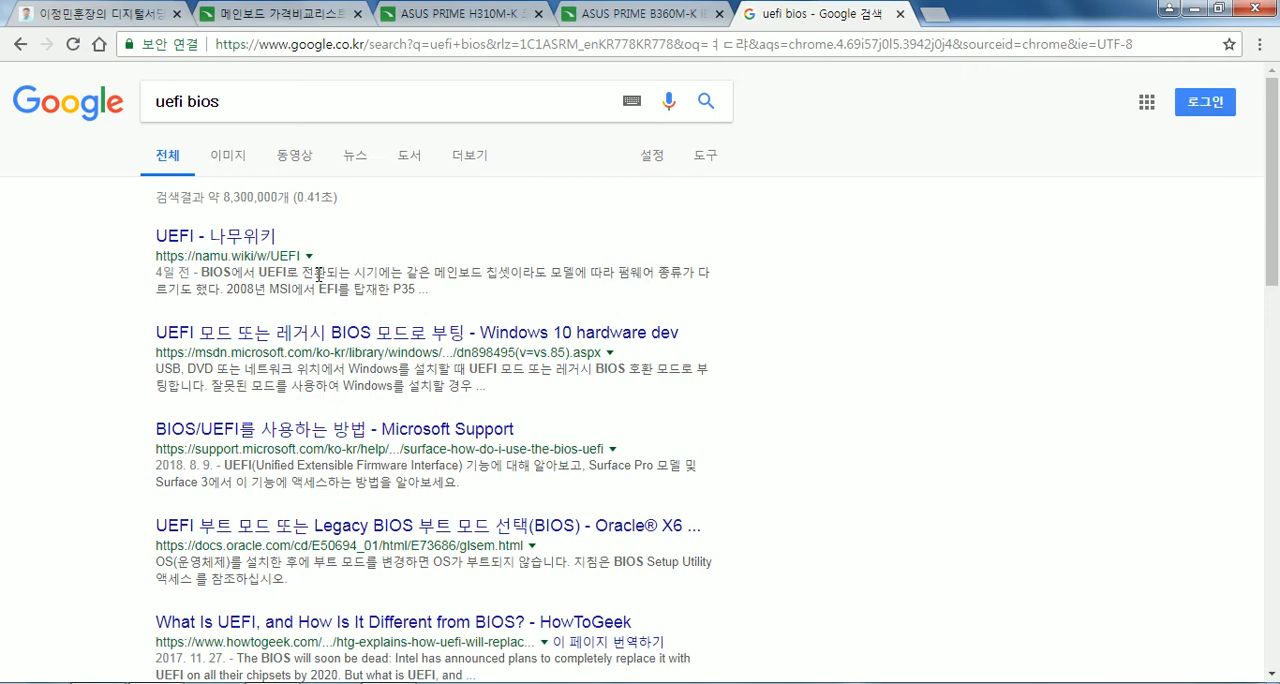 이정민훈장의 디지털서당
메인보드 가격비교리스트
ASUS PRIME H310M-K
ASUS PRIME B360M-K
uefi bios - Google 검색
보안 연결
https://www.google.co.kr/search?q=uefi+bios&rlz=1C1ASRM_enKR778KR778&oq=ㅕㄷ랴&aqs=chrome.4.69i57j0l5.3942j0j4&sourceid=chrome&ie=UTF-8
Google
uefi bios
로그인
전체 이미지 동영상 뉴스 도서 더보기 설정 도구
검색결과 약 8,300,000개 (0.41초)
UEFI - 나무위키
https://namu.wiki/w/UEFI
4일 전 - BIOS에서 UEFI로 전환되는 시기에는 같은 메인보드 칩셋이라도 모델에 따라 펌웨어 종류가 다
르기도 했다. 2008년 MSI에서 EFI를 탑재한 P35 ...
UEFI 모드 또는 레거시 BIOS 모드로 부팅 - Windows 10 hardware dev
https://msdn.microsoft.com/ko-kr/library/windows/.../dn898495(v=vs.85).aspx
USB, DVD 또는 네트워크 위치에서 Windows를 설치할 때 UEFI 모드 또는 레거시 BIOS 호환 모드로 부
팅합니다. 잘못된 모드를 사용하여 Windows를 설치할 경우 ...
BIOS/UEFI를 사용하는 방법 - Microsoft Support
https://support.microsoft.com/ko-kr/help/.../surface-how-do-i-use-the-bios-uefi
2018. 8. 9. - UEFI(Unified Extensible Firmware Interface) 기능에 대해 알아보고, Surface Pro 모델 및
Surface 3에서 이 기능에 액세스하는 방법을 알아보세요.
UEFI 부트 모드 또는 Legacy BIOS 부트 모드 선택(BIOS) - Oracle® X6 ...
https://docs.oracle.com/cd/E50694_01/html/E73686/glsem.html
OS(운영체제)를 설치한 후에 부트 모드를 변경하면 OS가 부트되지 않습니다. 지침은 BIOS Setup Utility
액세스 를 참조하십시오.
What Is UEFI, and How Is It Different from BIOS? - HowToGeek
https://www.howtogeek.com/.../htg-explains-how-uefi-will-replac... 이 페이지 번역하기
2017. 11. 27. - The BIOS will soon be dead: Intel has announced plans to completely replace it with
UEFI on all their chipsets by 2020. But what is UEFI, and ...